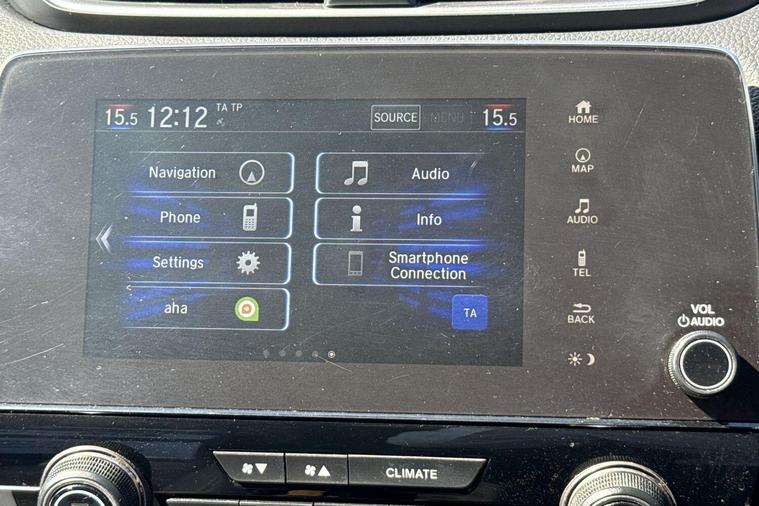 15.5 12:12 TA TP SOURCE MENU 15.5
Navigation
Audio
Phone
Info
Settings
Smartphone
Connection
aha
TA
HOME
MAP
AUDIO
TEL
BACK
VOL
AUDIO
CLIMATE